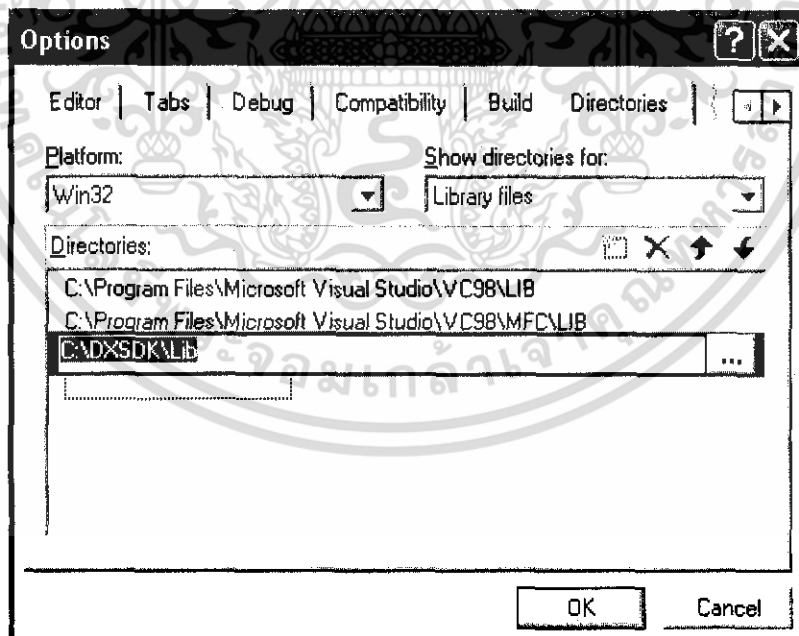 Options
Editor Tabs Debug Compatibility Build Directories
Platform: Show directories for:
Win32 Library files
Directories:
C:\Program Files\Microsoft Visual Studio\VC98\LIB
C:\Program Files\Microsoft Visual Studio\VC98\MFC\LIB
C:\DXSDK\Lib ...
OK Cancel